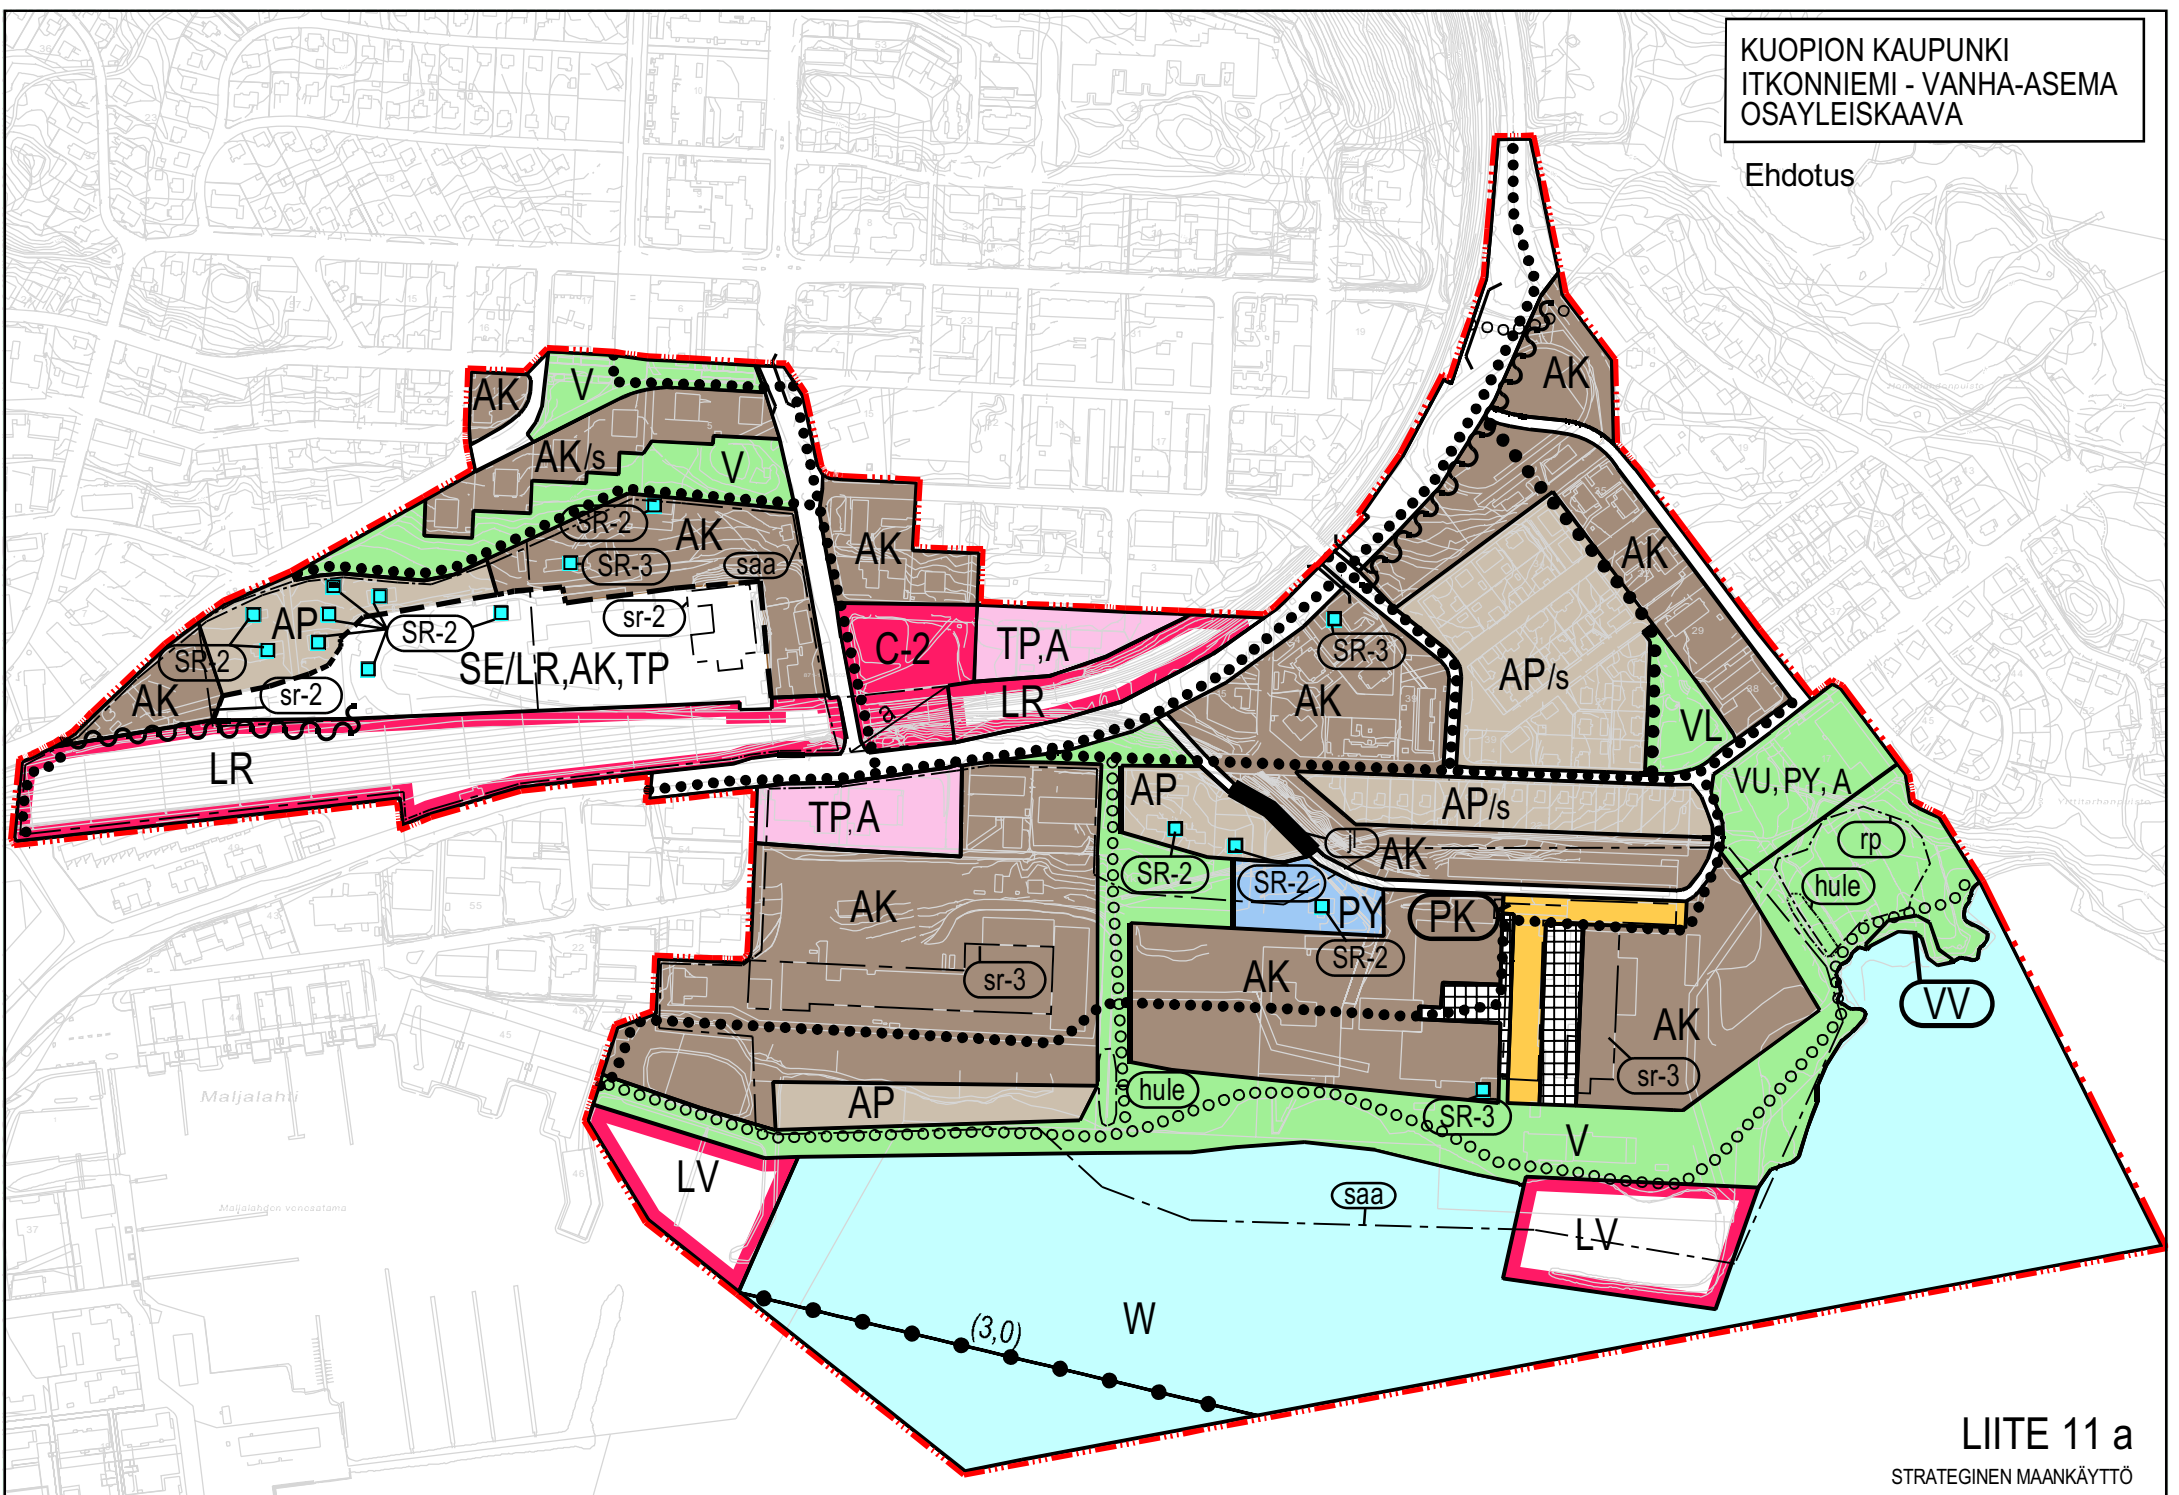 KUOPION KAUPUNKI
ITKONNIEMI - VANHA-ASEMA
OSAYLEISKAAVA
Ehdotus
AK
V
AK
AK/s
V
SR-2
AK
AK
AK
SR-3
saa
AP
SR-2
sr-2
C-2
TP,A
SR-3
AP/s
SR-2
SE/LR,AK,TP
AK
sr-2
a
LR
AK
VL
LR
VU, PY, A
TP,A
AP
AP/s
jl
AK
rp
SR-2
SR-2
hule
AK
PY
PK
SR-2
sr-3
AK
VV
AK
sr-3
AP
hule
SR-3
V
LV
saa
LV
W
(3,0)
Maljalahti
Maljalahden venesatama
LIITE 11 a
STRATEGINEN MAANKÄYTTÖ